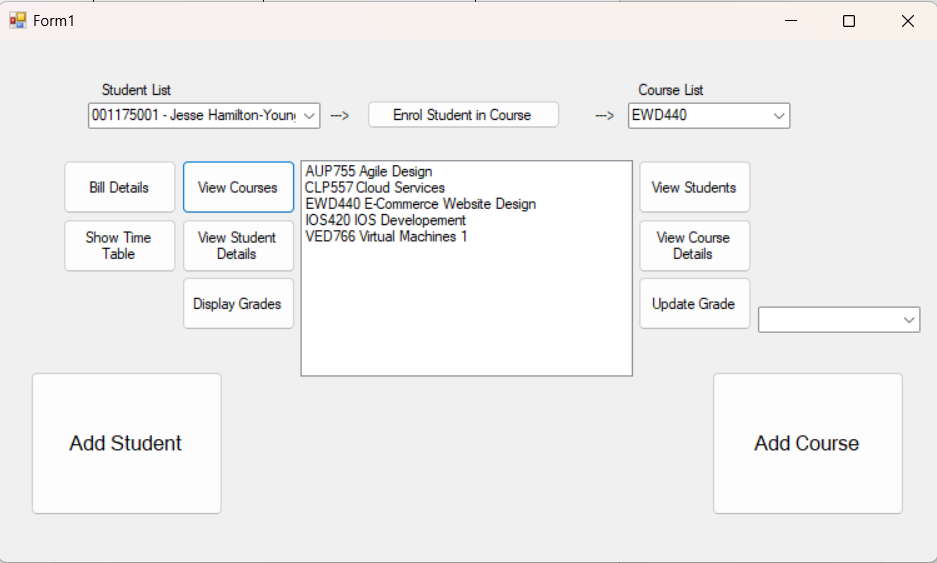 Form1
Student List
Course List
001175001 - Jesse Hamilton-Young
--->
Enrol Student in Course
--->
EWD440
Bill Details
View Courses
AUP755 Agile Design
CLP557 Cloud Services
EWD440 E-Commerce Website Design
IOS420 IOS Developement
VED766 Virtual Machines 1
View Students
Show Time
Table
View Student
Details
View Course
Details
Display Grades
Update Grade
Add Student
Add Course